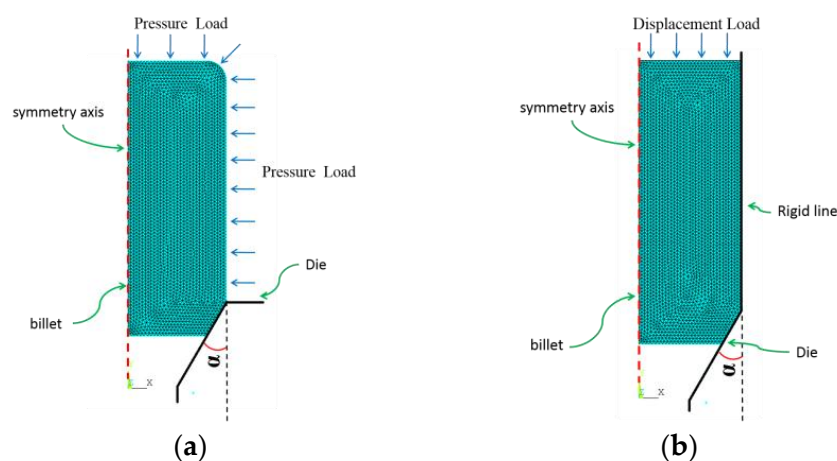 Pressure Load
symmetry axis
Pressure Load
Die
billet
α
X
(a)
Displacement Load
symmetry axis
Rigid line
billet
Die
α
X
(b)